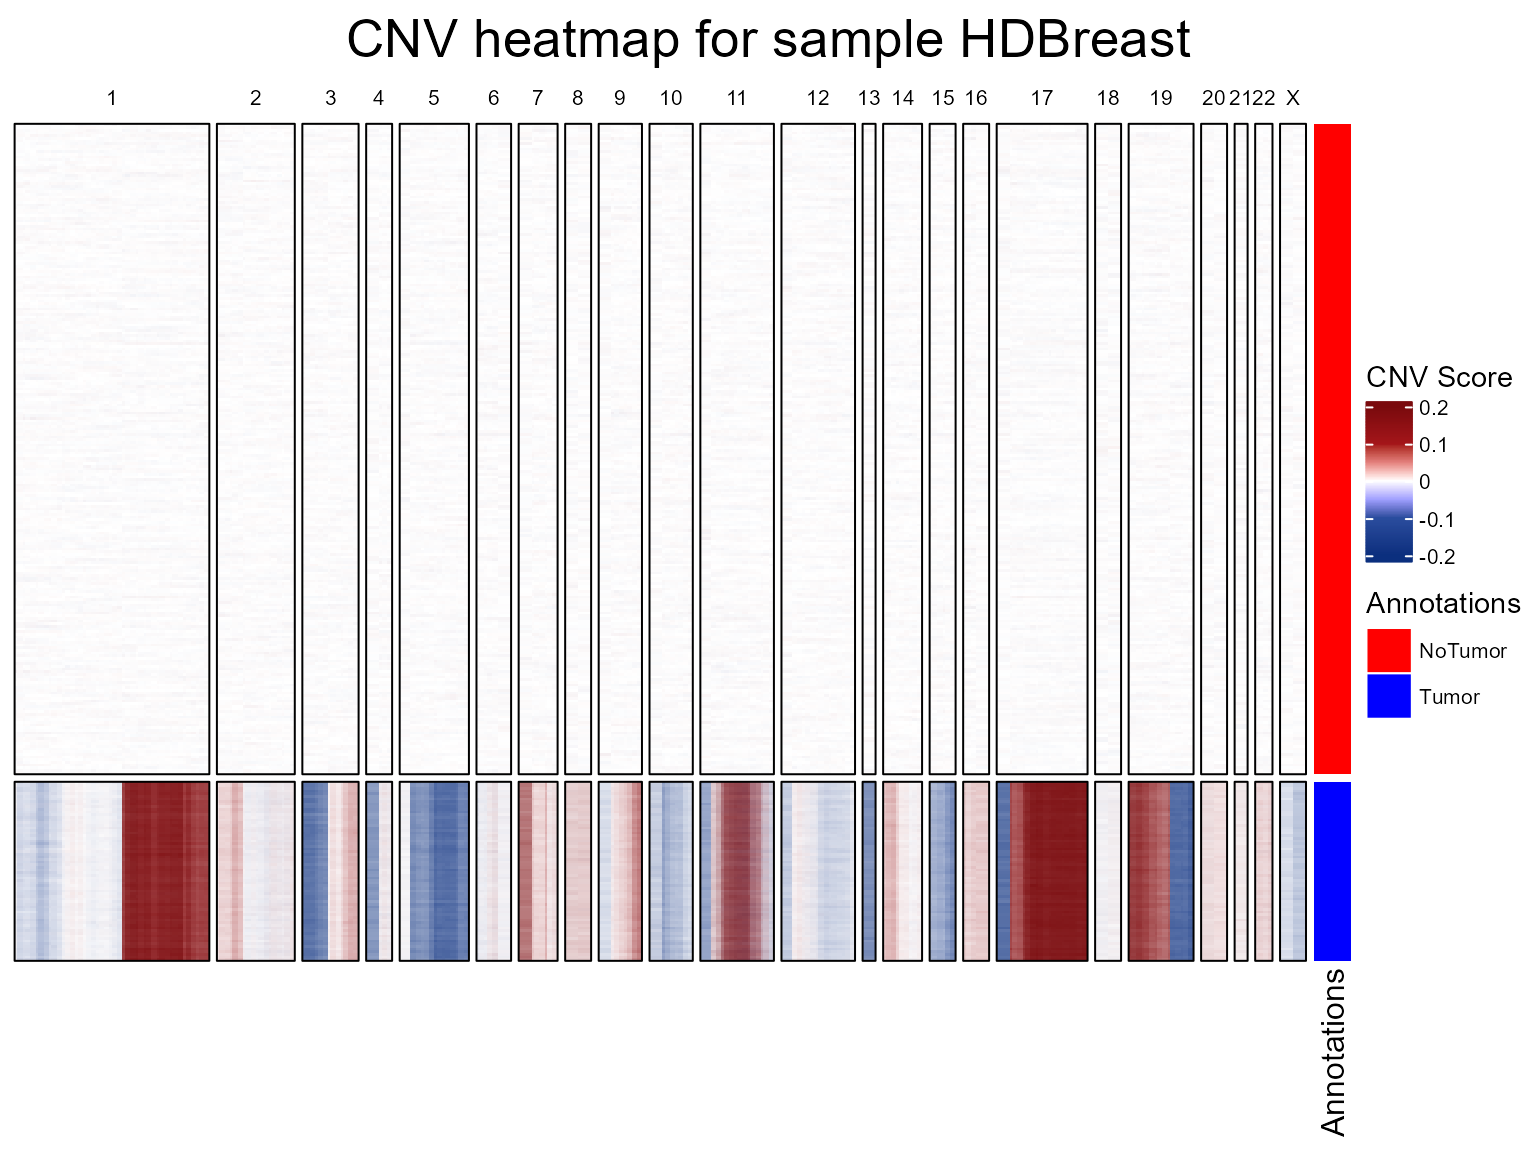 CNV heatmap for sample HDBreast
1 2 3 4 5 6 7 8 9 10 11 12 13 14 15 16 17 18 19 20 21 22 X
CNV Score
0.2
0.1
0
-0.1
-0.2
Annotations
NoTumor
Tumor
Annotations